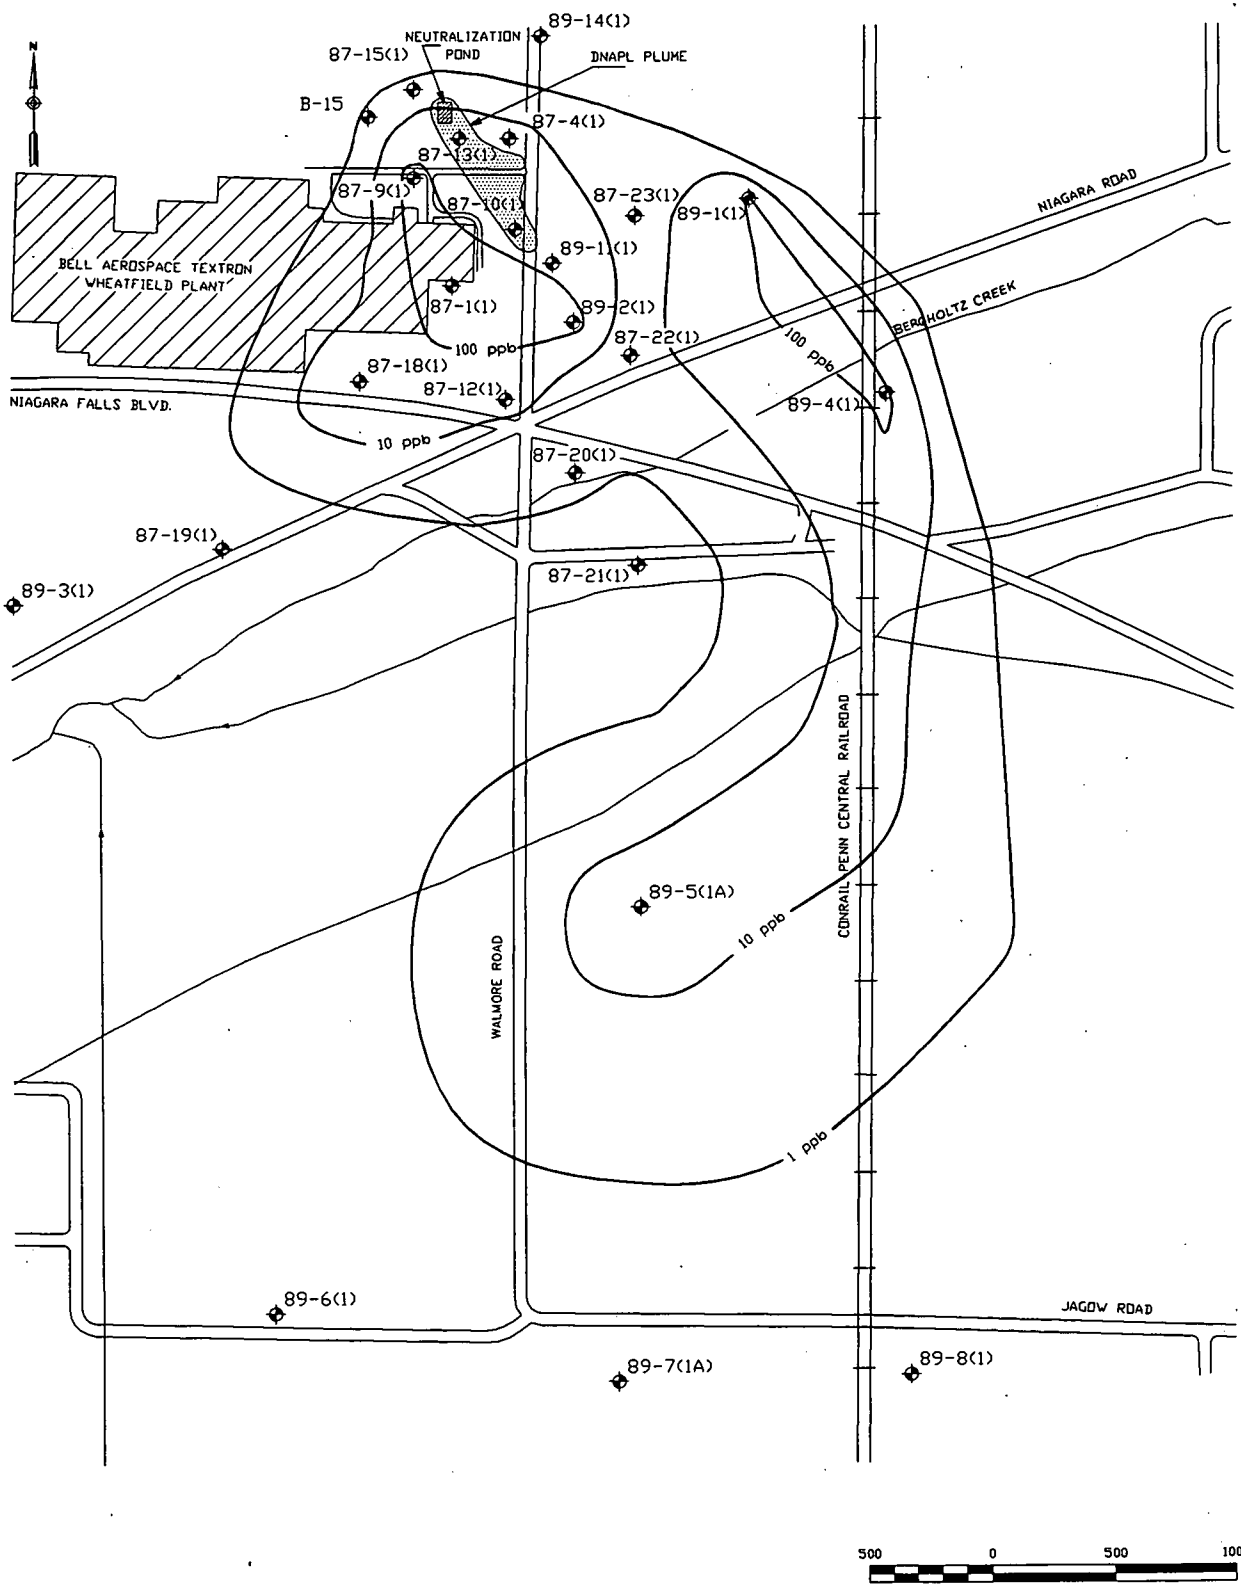 89-14(1)
NEUTRALIZATION
POND
87-15(1)
DNAPL PLUME
N
B-15
87-4(1)
87-13(1)
87-9(1)
87-23(1)
89-1(1)
NIAGARA ROAD
87-10(1)
89-11(1)
BELL AEROSPACE TEXTRON
WHEATFIELD PLANT
87-1(1)
89-2(1)
BERGHOLTZ CREEK
100 ppb
87-22(1)
100 ppb
87-18(1)
87-12(1)
89-4(1)
NIAGARA FALLS BLVD.
10 ppb
87-20(1)
87-19(1)
87-21(1)
89-3(1)
CONRAIL PENN CENTRAL RAILROAD
89-5(1A)
10 ppb
WALMORE ROAD
1 ppb
89-6(1)
JAGOW ROAD
89-7(1A)
89-8(1)
500 0 500 100